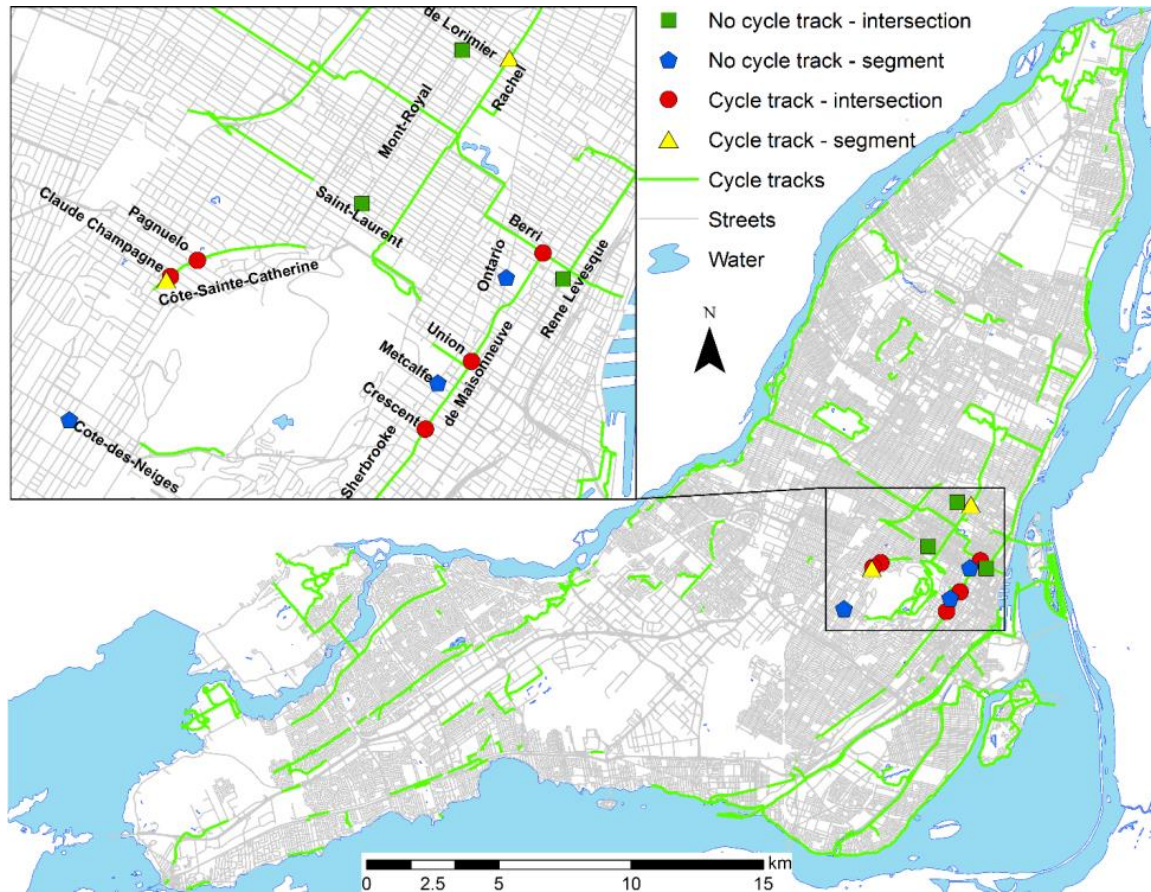 de Lorimier
Rachel
Mont-Royal
Saint-Laurent
Claude Champagne
Pagnuelo
Côte-Sainte-Catherine
Berri
Ontario
Rene Levesque
Union
de Maisonneuve
Metcalfe
Crescent
Sherbrooke
Cote-des-Neiges
No cycle track - intersection
No cycle track - segment
Cycle track - intersection
Cycle track - segment
Cycle tracks
Streets
Water
N
km
0 2.5 5 10 15